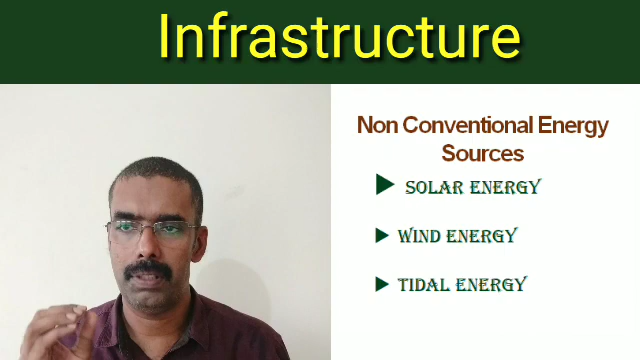 Infrastructure
Non Conventional Energy
Sources
SOLAR ENERGY
WIND ENERGY
TIDAL ENERGY